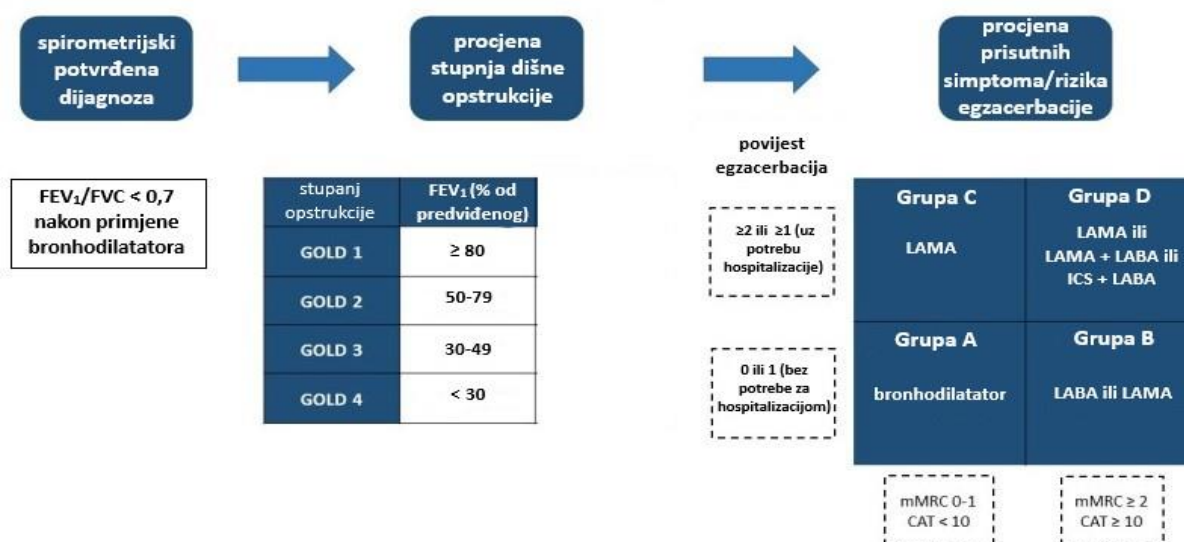 spirometrijski
potvrđena
dijagnoza
procjena
stupnja dišne
opstrukcije
procjena
prisutnih
simptoma/rizika
egzacerbacije
FEV₁/FVC < 0,7
nakon primjene
bronhodilatatora
stupanj
opstrukcije
FEV₁ (% od
predviđenog)
GOLD 1
≥ 80
GOLD 2
50-79
GOLD 3
30-49
GOLD 4
< 30
povijest
egzacerbacija
≥2 ili ≥1 (uz
potrebu
hospitalizacije)
0 ili 1 (bez
potrebe za
hospitalizacijom)
Grupa C
LAMA
Grupa D
LAMA ili
LAMA + LABA ili
ICS + LABA
Grupa A
bronhodilatator
Grupa B
LABA ili LAMA
mMRC 0-1
CAT < 10
mMRC ≥ 2
CAT ≥ 10